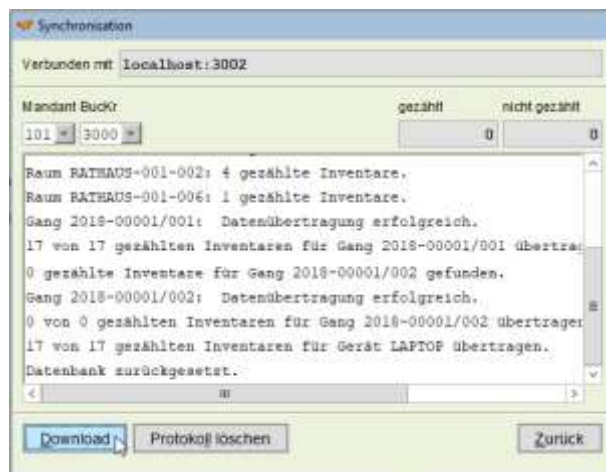 Synchronisation
Verbunden mit localhost:3002
Mandant BucKr gezählt nicht gezählt
101 3000 0 0
Raum RATHAUS-001-002: 4 gezählte Inventare.
Raum RATHAUS-001-006: 1 gezählte Inventare.
Gang 2018-00001/001: Datenübertragung erfolgreich.
17 von 17 gezählten Inventaren für Gang 2018-00001/001 übertrag
0 gezählte Inventare für Gang 2018-00001/002 gefunden.
Gang 2018-00001/002: Datenübertragung erfolgreich.
0 von 0 gezählten Inventaren für Gang 2018-00001/002 übertragen
17 von 17 gezählten Inventaren für Gerät LAPTOP übertragen.
Datenbank zurückgesetzt.
Download Protokoll löschen Zurück